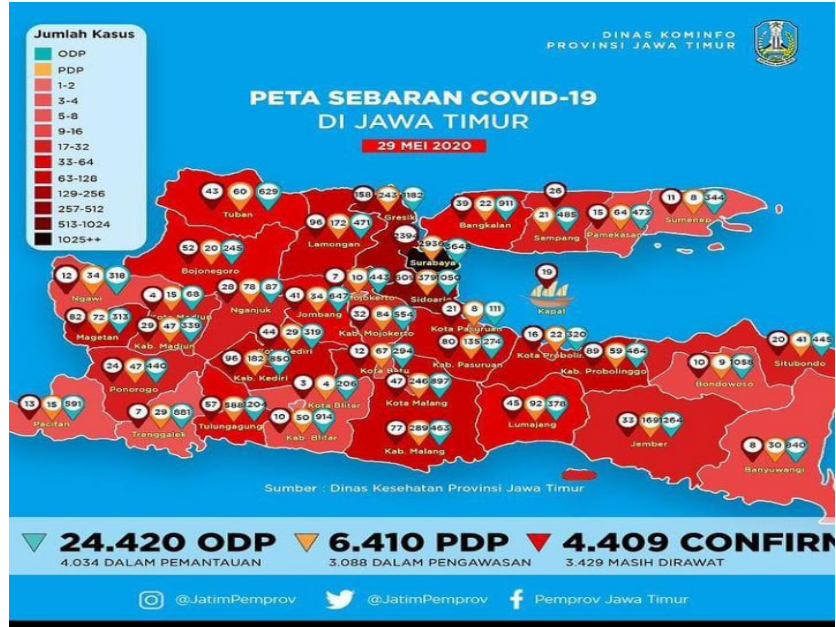 Jumlah Kasus
ODP
PDP
1-2
3-4
5-8
9-16
17-32
33-64
63-128
129-256
257-512
513-1024
1025++
DINAS KOMINFO
PROVINSI JAWA TIMUR
PETA SEBARAN COVID-19
DI JAWA TIMUR
29 MEI 2020
43 60 629
Tuban
158 243 1182
Gresik
96 172 471
Lamongan
39 22 911
Bangkalan
26
21 485
Sampang
15 64 473
Pamekasan
11 8 344
Sumenep
2394 2930 3648
Surabaya
52 20 245
Bojonegoro
12 34 318
Ngawi
4 15 68
28 78 87
Nganjuk
41 34 647
Jombang
7 10 443
Mojokerto
609 379 1050
Sidoarjo
19
Kapal
82 72 313
Magetan
29 47 339
Kab. Madiun
44 29 319
Kediri
32 84 554
Kab. Mojokerto
21 8 111
Kota Pasuruan
24 47 440
Ponorogo
96 182 850
Kab. Kediri
12 67 294
Kota Batu
80 135 274
Kab. Pasuruan
16 22 320
Kota Probolin
89 59 464
Kab. Probolinggo
20 41 445
Situbondo
10 9 1058
Bondowoso
13 15 591
Pacitan
7 29 881
Trenggalek
57 588 1204
Tulungagung
3 4 206
Kota Blitar
10 50 914
Kab. Blitar
47 246 897
Kota Malang
77 289 463
Kab. Malang
45 92 378
Lumajang
33 169 1264
Jember
8 30 840
Banyuwangi
Sumber : Dinas Kesehatan Provinsi Jawa Timur
24.420 ODP 6.410 PDP 4.409 CONFIRM
4.034 DALAM PEMANTAUAN 3.088 DALAM PENGAWASAN 3.429 MASIH DIRAWAT
@JatimPemprov @JatimPemprov Pemprov Jawa Timur